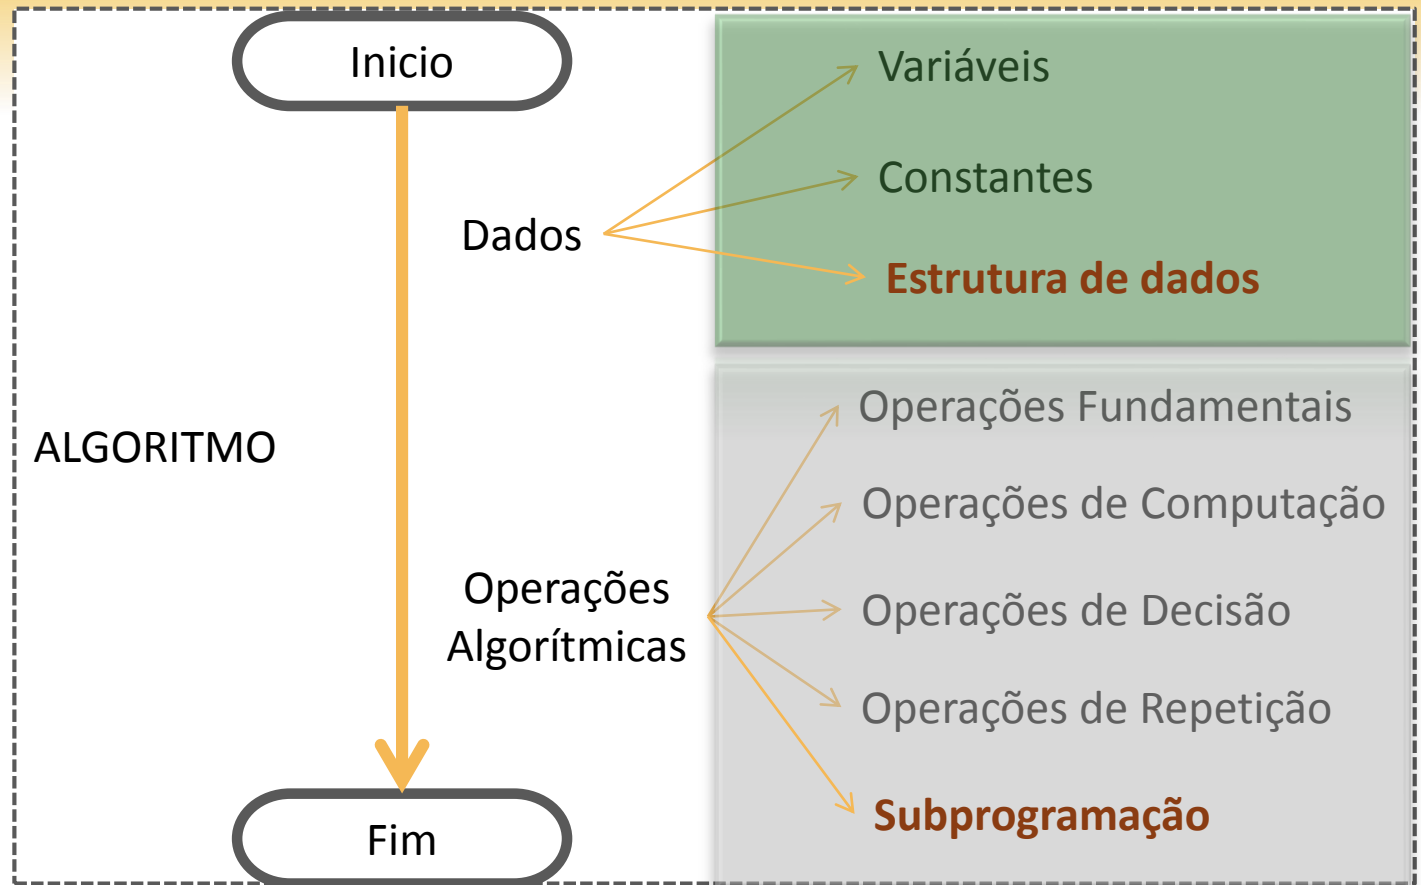 Inicio
Variáveis
Constantes
Dados
Estrutura de dados
ALGORITMO
Operações Fundamentais
Operações de Computação
Operações
Algorítmicas
Operações de Decisão
Operações de Repetição
Subprogramação
Fim